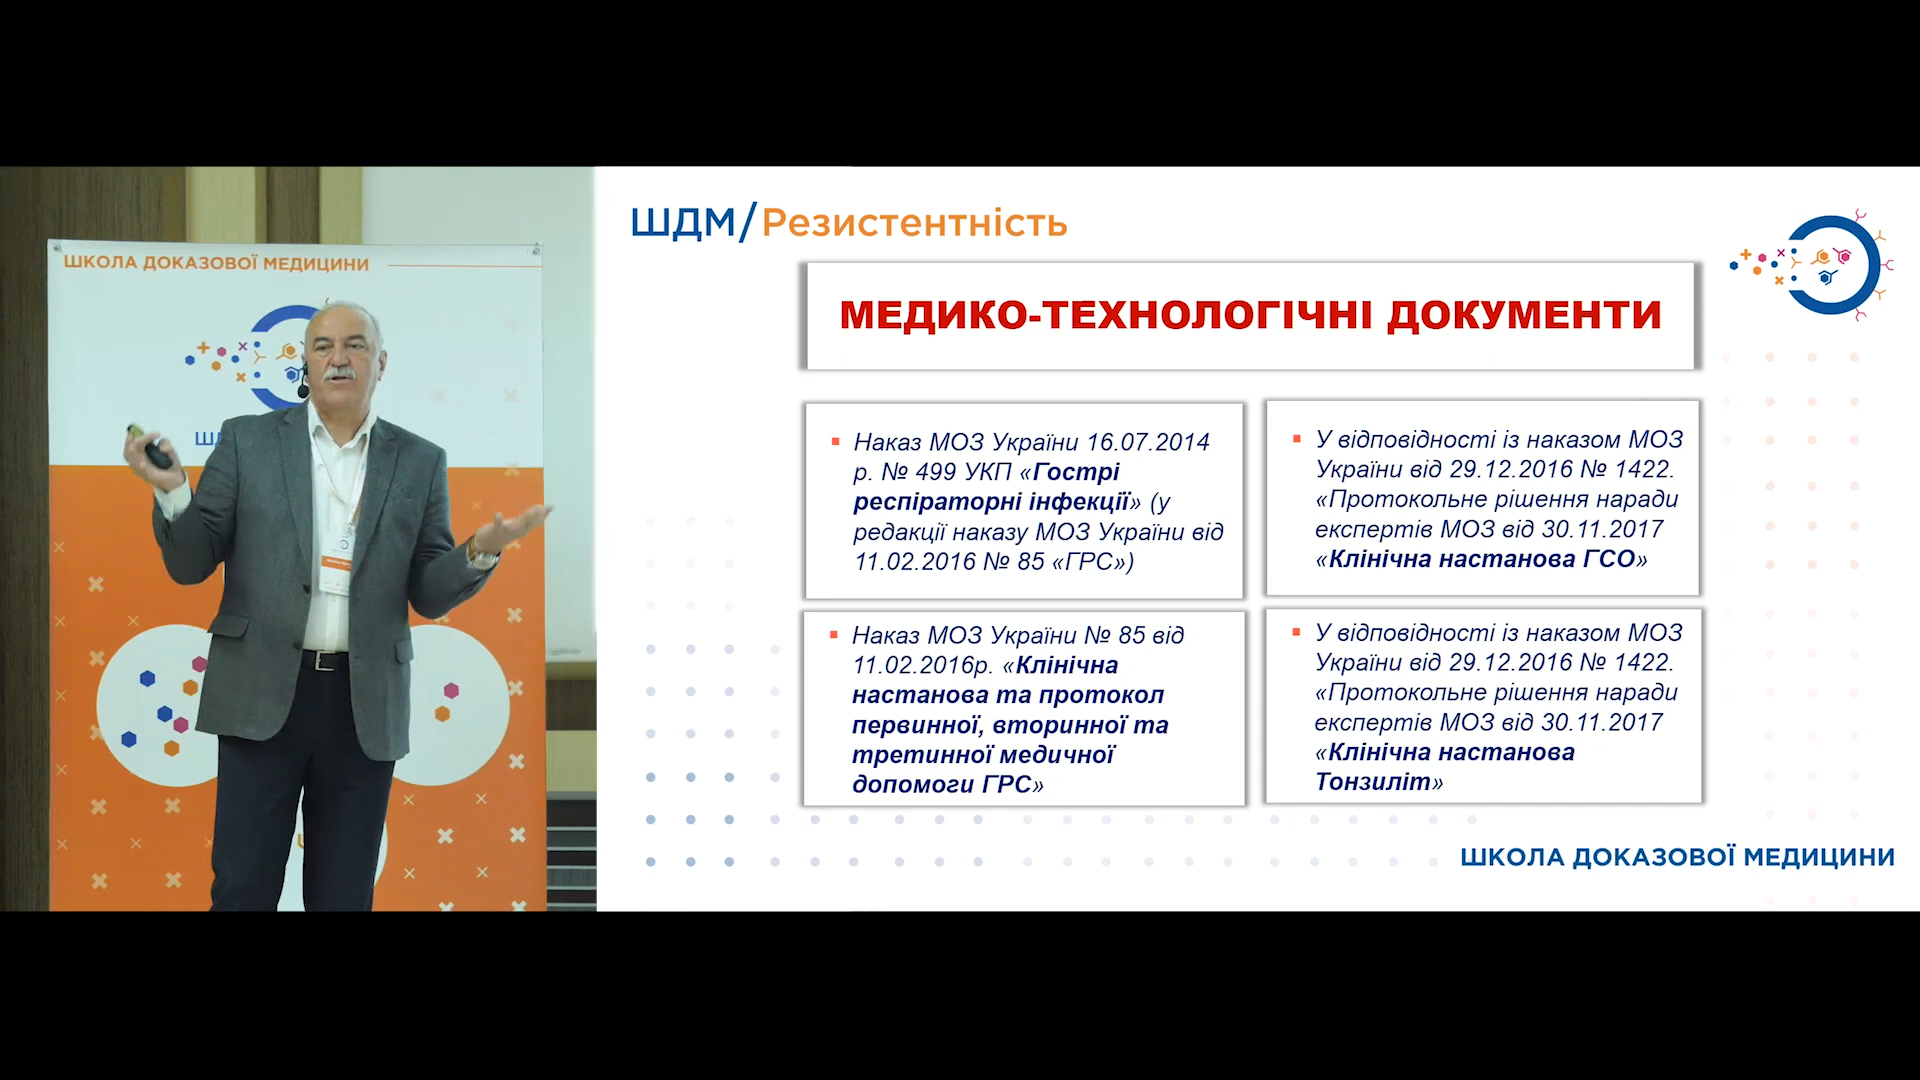 ШКОЛА ДОКАЗОВОЇ МЕДИЦИНИ
ШДМ/Резистентність
МЕДИКО-ТЕХНОЛОГІЧНІ ДОКУМЕНТИ
Наказ МОЗ України 16.07.2014
р. № 499 УКП «Гострі
респіраторні інфекції» (у
редакції наказу МОЗ України від
11.02.2016 № 85 «ГРС»)
У відповідності із наказом МОЗ
України від 29.12.2016 № 1422.
«Протокольне рішення наради
експертів МОЗ від 30.11.2017
«Клінічна настанова ГСО»
Наказ МОЗ України № 85 від
11.02.2016р. «Клінічна
настанова та протокол
первинної, вторинної та
третинної медичної
допомоги ГРС»
У відповідності із наказом МОЗ
України від 29.12.2016 № 1422.
«Протокольне рішення наради
експертів МОЗ від 30.11.2017
«Клінічна настанова
Тонзиліт»
ШКОЛА ДОКАЗОВОЇ МЕДИЦИНИ